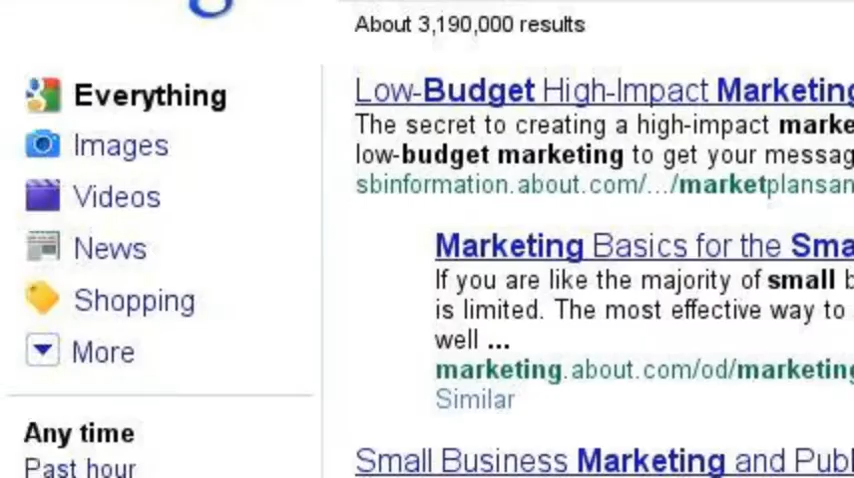 About 3,190,000 results
Everything
Images
Videos
News
Shopping
More
Any time
Past hour
Low-Budget High-Impact Marketing
The secret to creating a high-impact marke
low-budget marketing to get your messag
sbinformation.about.com/.../marketplansan
Marketing Basics for the Sma
If you are like the majority of small b
is limited. The most effective way to
well ...
marketing.about.com/od/marketing
Similar
Small Business Marketing and Publ